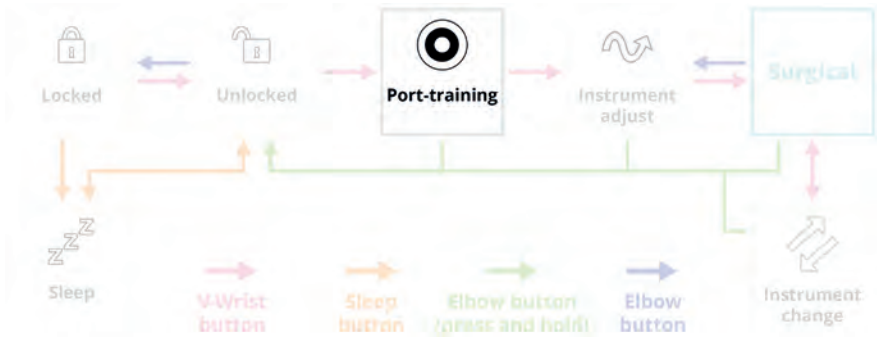 Locked
Unlocked
Port-training
Instrument
adjust
Surgical
Sleep
V-Wrist
button
Sleep
button
Elbow button
(press and hold)
Elbow
button
Instrument
change